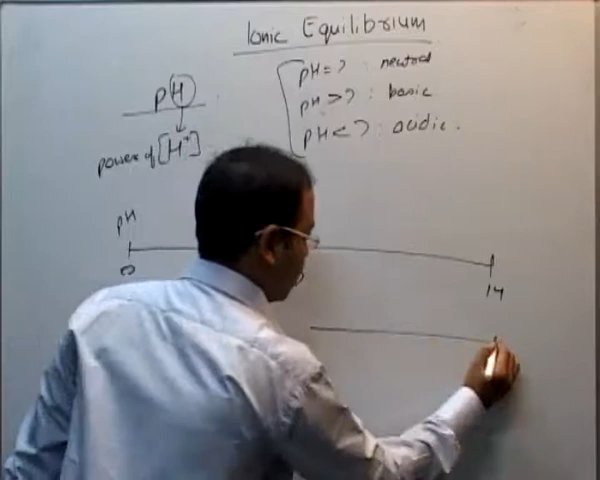 Ionic Equilibrium
pH
power of [H⁺]
pH = 7 : neutral
pH > 7 : basic
pH < 7 : acidic.
pH
0
14